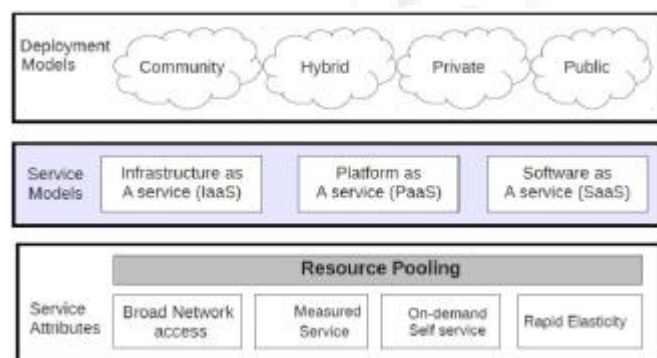 Deployment
Models
Community
Hybrid
Private
Public
Service
Models
Infrastructure as
A service (IaaS)
Platform as
A service (PaaS)
Software as
A service (SaaS)
Resource Pooling
Service
Attributes
Broad Network
access
Measured
Service
On-demand
Self service
Rapid Elasticity